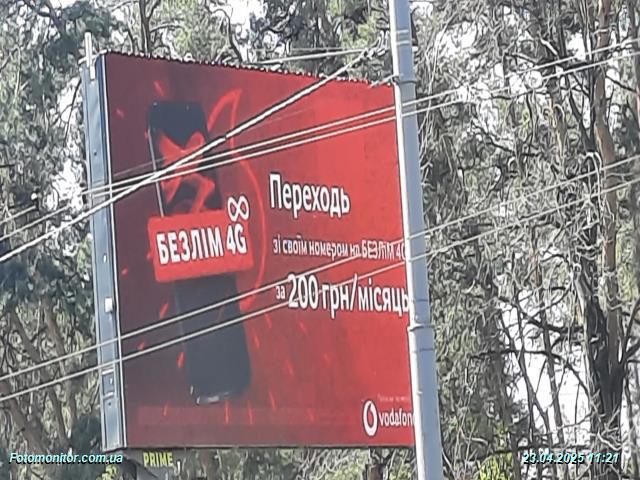 Переходь
∞
БЕЗЛІМ 4G
зі своїм номером на БЕЗЛІМ 4G
за 200 грн/місяць
vodafone
Fotomonitor.com.ua
PRIME
23.04.2025 11:21